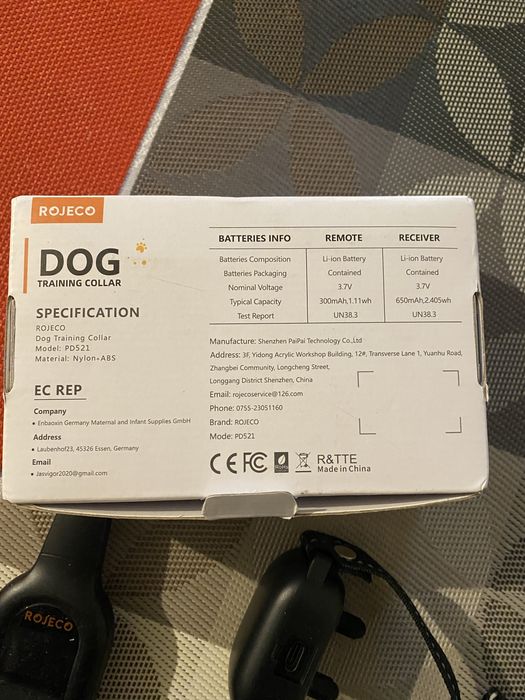 ROJECO
DOG
TRAINING COLLAR
SPECIFICATION
ROJECO
Dog Training Collar
Model: PD521
Material: Nylon+ABS
EC REP
Company
• Enbaoxin Germany Maternal and Infant Supplies GmbH
Address
• Laubenhof23, 45326 Essen, Germany
Email
• Jasvigor2020@gmail.com
BATTERIES INFO REMOTE RECEIVER
Batteries Composition Li-ion Battery Li-ion Battery
Batteries Packaging Contained Contained
Nominal Voltage 3.7V 3.7V
Typical Capacity 300mAh,1.11wh 650mAh,2.405wh
Test Report UN38.3 UN38.3
Manufacture: Shenzhen PaiPai Technology Co.,Ltd
Address: 3F, Yidong Acrylic Workshop Building, 12#, Transverse Lane 1, Yuanhu Road,
Zhangbei Community, Longcheng Street,
Longgang District Shenzhen, China
Email: rojecoservice@126.com
Phone: 0755-23051160
Brand: ROJECO
Mode: PD521
CE FC RoHS R&TTE
Made in China
ROJECO